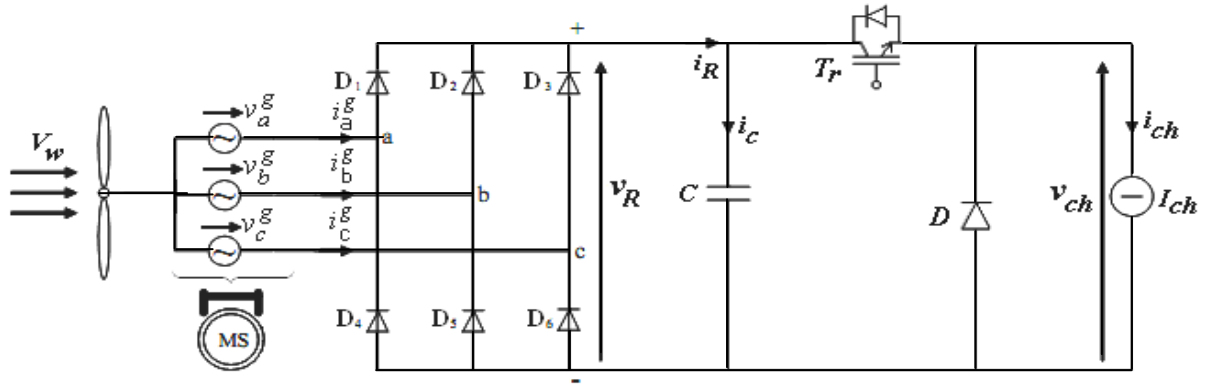 +
D₁ D₂ D₃
i_R
T_r
V_w
v_a^g i_a^g a
i_c
i_ch
v_b^g i_b^g b
v_R
C
D
v_ch
I_ch
v_c^g i_c^g c
D₄ D₅ D₆
MS
-